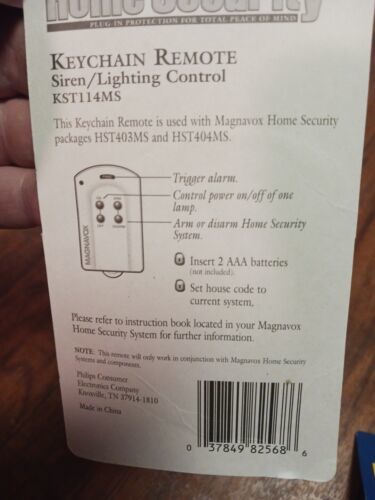 Home Security
PLUG-IN PROTECTION FOR TOTAL PEACE OF MIND
KEYCHAIN REMOTE
Siren/Lighting Control
KST114MS
This Keychain Remote is used with Magnavox Home Security
packages HST403MS and HST404MS.
Trigger alarm.
Control power on/off of one
lamp.
Arm or disarm Home Security
System.
MAGNAVOX
Insert 2 AAA batteries
(not included).
Set house code to
current system.
Please refer to instruction book located in your Magnavox
Home Security System for further information.
NOTE: This remote will only work in conjunction with Magnavox Home Security
Systems and components.
Philips Consumer
Electronics Company
Knoxville, TN 37914-1810
Made in China
0 37849 82568 6